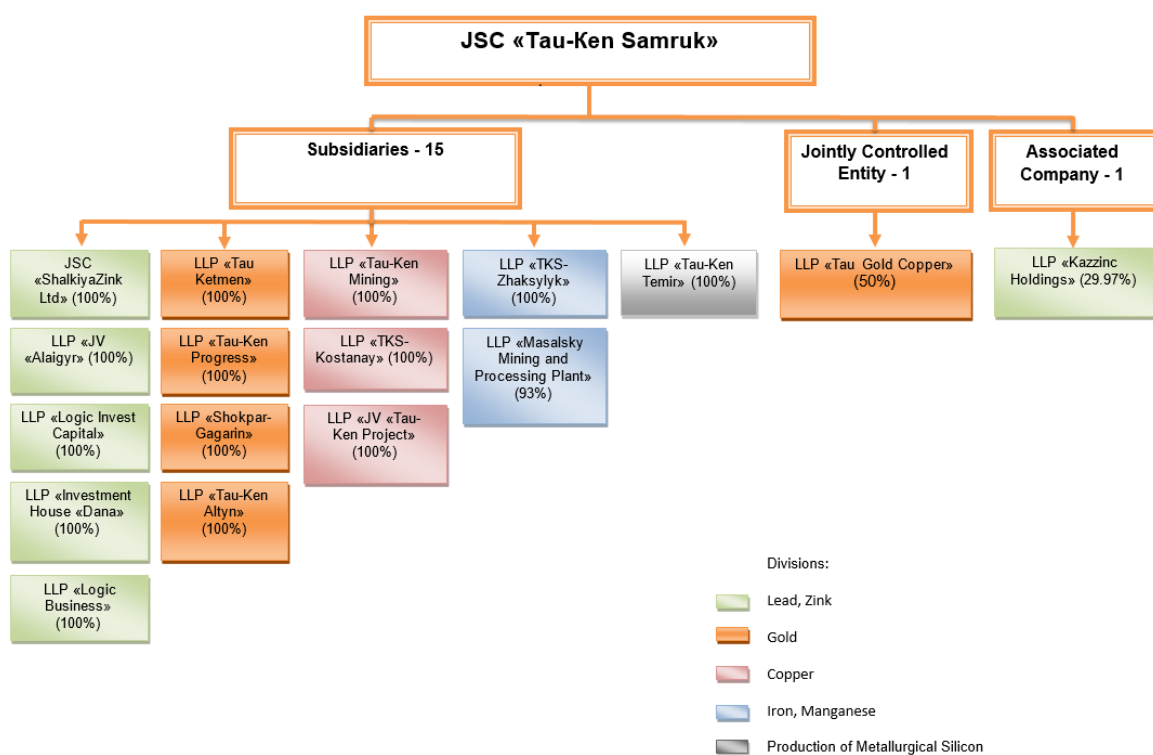 JSC «Tau-Ken Samruk»
Subsidiaries - 15
Jointly Controlled
Entity - 1
Associated
Company - 1
JSC
«ShalkiyaZink
Ltd» (100%)
LLP «JV
«Alaigyr» (100%)
LLP «Logic Invest
Capital»
(100%)
LLP «Investment
House «Dana»
(100%)
LLP «Logic
Business»
(100%)
LLP «Tau
Ketmen»
(100%)
LLP «Tau-Ken
Progress»
(100%)
LLP «Shokpar-
Gagarin»
(100%)
LLP «Tau-Ken
Altyn»
(100%)
LLP «Tau-Ken
Mining»
(100%)
LLP «TKS-
Kostanay» (100%)
LLP «JV «Tau-
Ken Project»
(100%)
LLP «TKS-
Zhaksylyk»
(100%)
LLP «Masalsky
Mining and
Processing Plant»
(93%)
LLP «Tau-Ken
Temir» (100%)
LLP «Tau Gold Copper»
(50%)
LLP «Kazzinc
Holdings» (29.97%)
Divisions:
Lead, Zink
Gold
Copper
Iron, Manganese
Production of Metallurgical Silicon